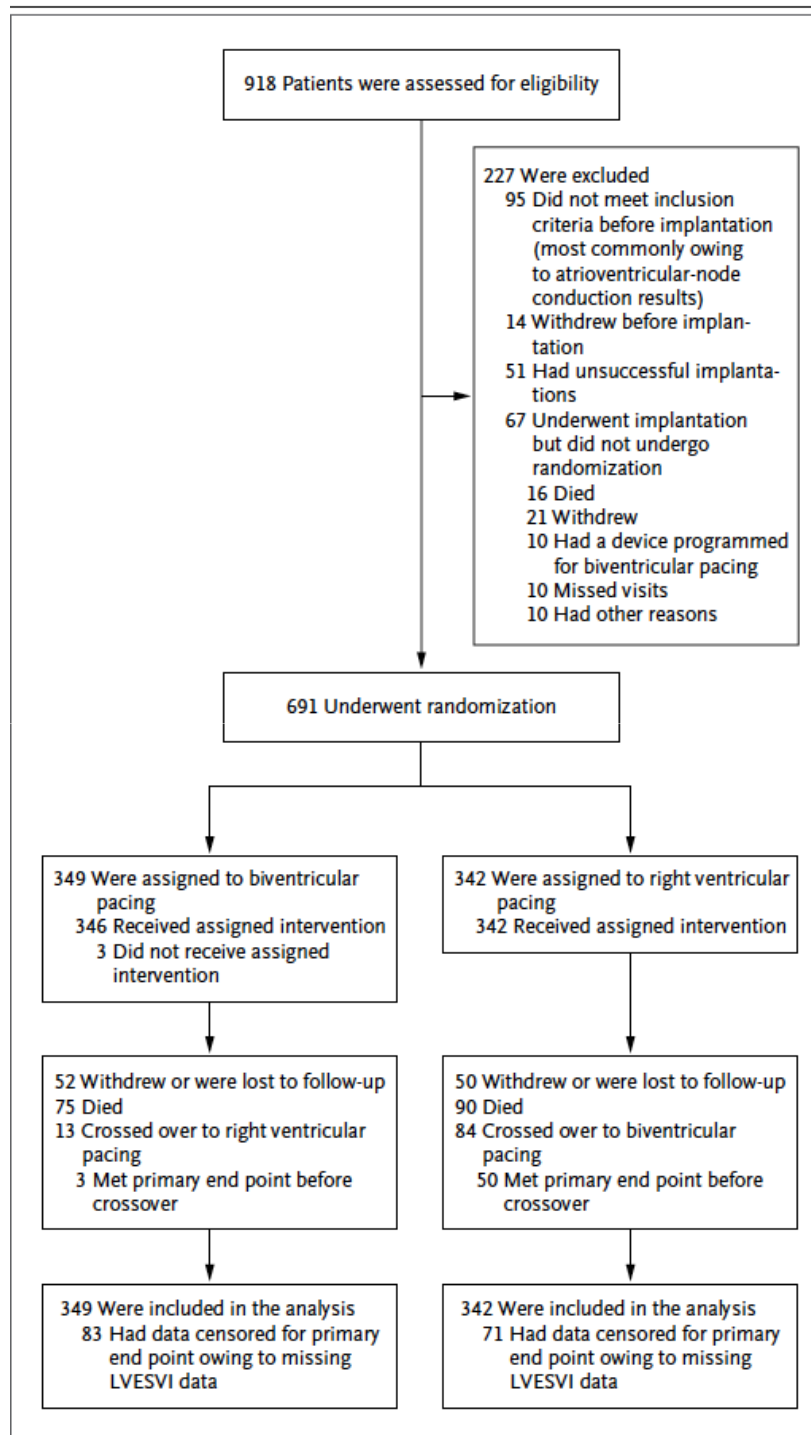 918 Patients were assessed for eligibility
227 Were excluded
95 Did not meet inclusion
criteria before implantation
(most commonly owing
to atrioventricular-node
conduction results)
14 Withdrew before implan-
tation
51 Had unsuccessful implanta-
tions
67 Underwent implantation
but did not undergo
randomization
16 Died
21 Withdrew
10 Had a device programmed
for biventricular pacing
10 Missed visits
10 Had other reasons
691 Underwent randomization
349 Were assigned to biventricular
pacing
346 Received assigned intervention
3 Did not receive assigned
intervention
342 Were assigned to right ventricular
pacing
342 Received assigned intervention
52 Withdrew or were lost to follow-up
75 Died
13 Crossed over to right ventricular
pacing
3 Met primary end point before
crossover
50 Withdrew or were lost to follow-up
90 Died
84 Crossed over to biventricular
pacing
50 Met primary end point before
crossover
349 Were included in the analysis
83 Had data censored for primary
end point owing to missing
LVESVI data
342 Were included in the analysis
71 Had data censored for primary
end point owing to missing
LVESVI data